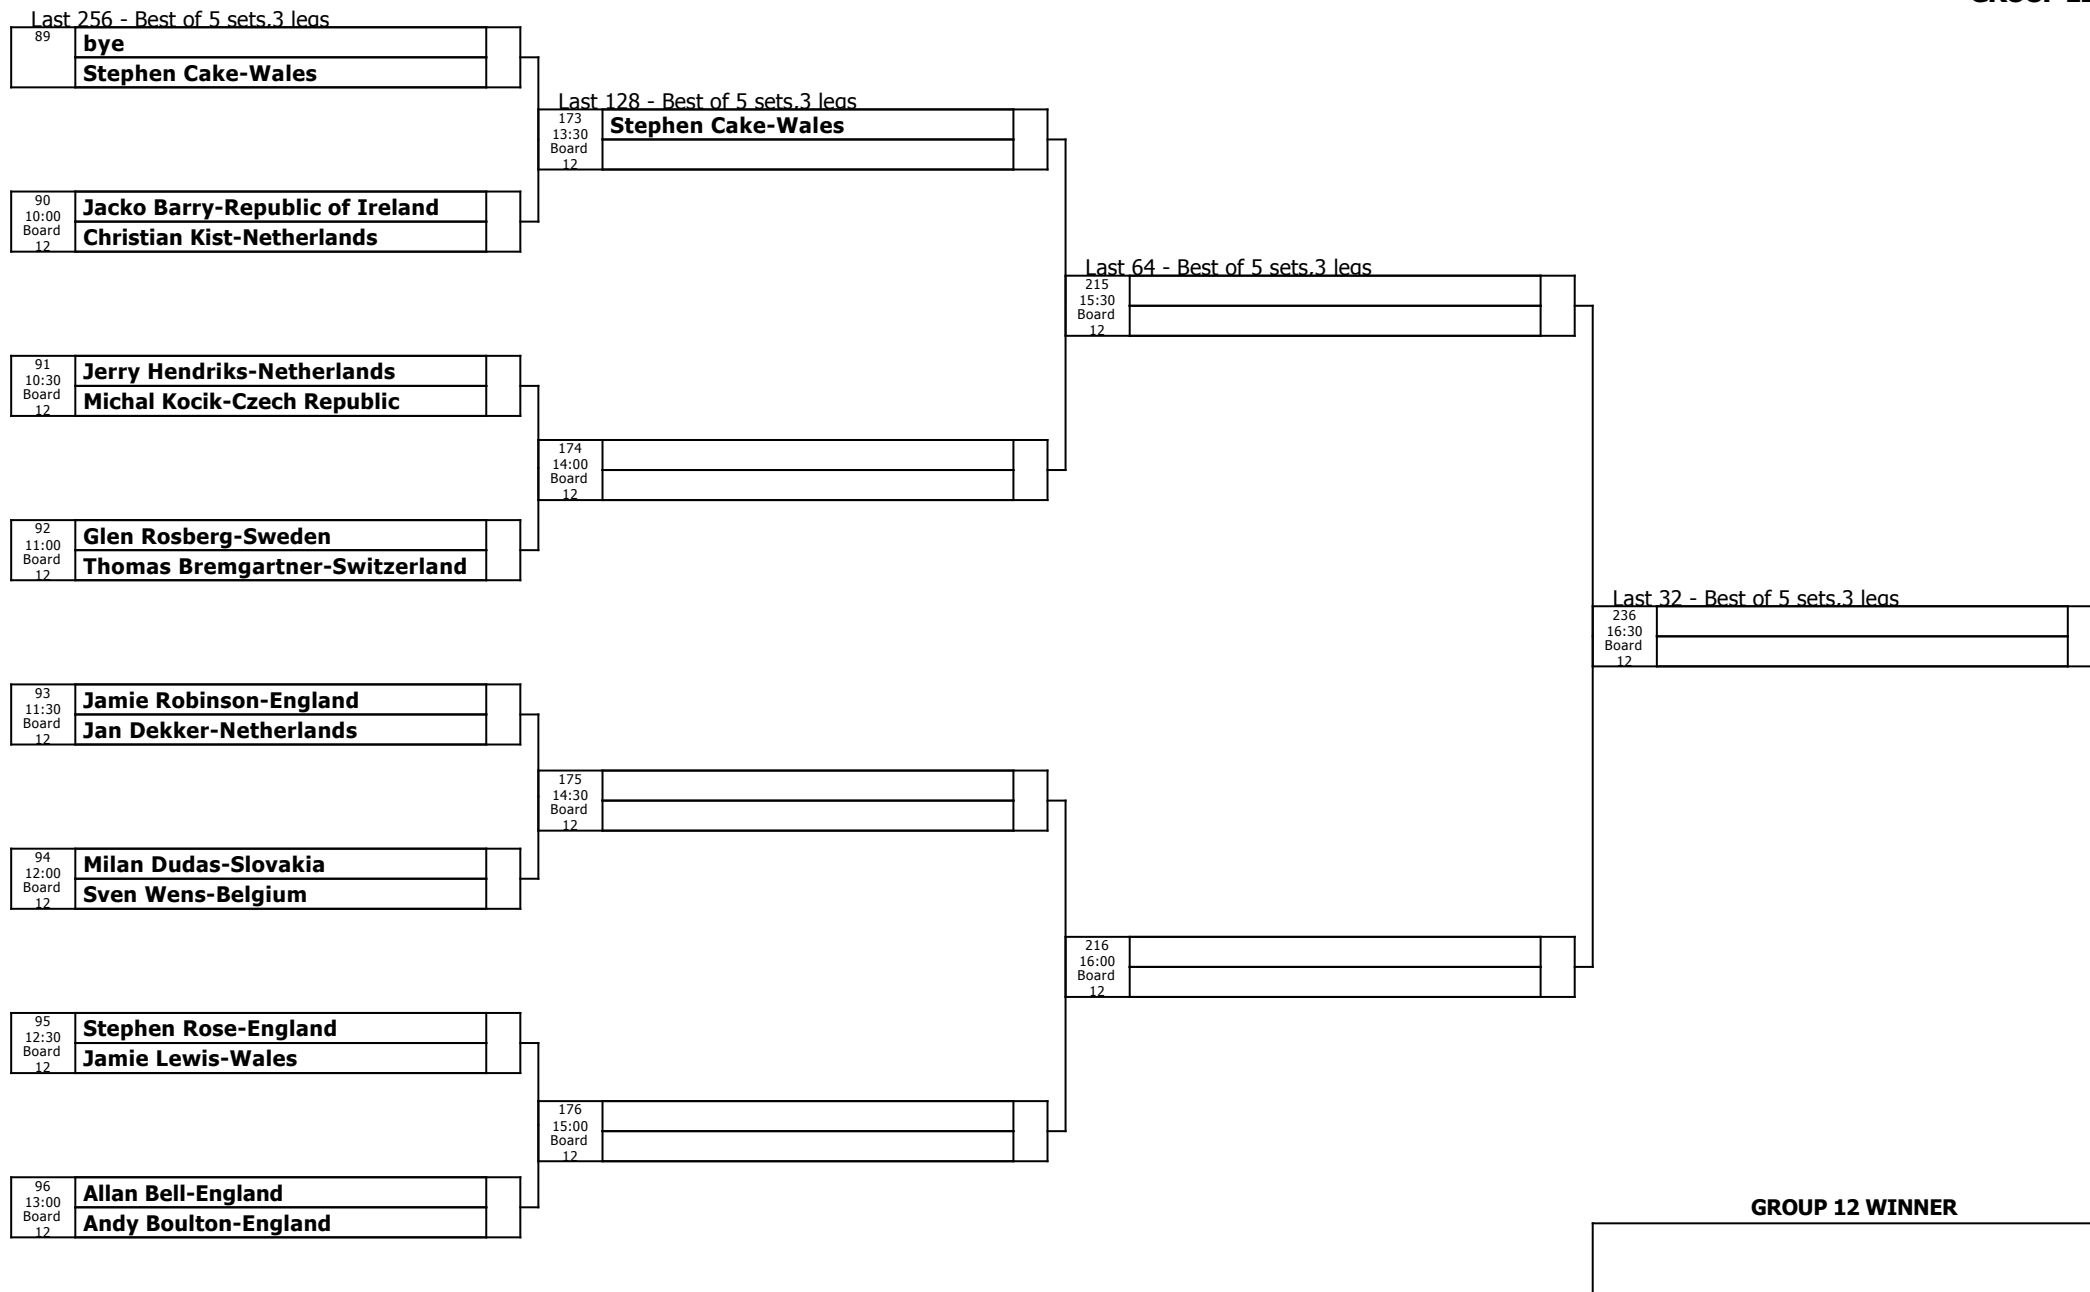 GROUP 12
Last 256 - Best of 5 sets,3 legs
89
bye
Stephen Cake-Wales
Last 128 - Best of 5 sets,3 legs
173
13:30
Board
12
Stephen Cake-Wales
90
10:00
Board
12
Jacko Barry-Republic of Ireland
Christian Kist-Netherlands
Last 64 - Best of 5 sets,3 legs
215
15:30
Board
12
91
10:30
Board
12
Jerry Hendriks-Netherlands
Michal Kocik-Czech Republic
174
14:00
Board
12
92
11:00
Board
12
Glen Rosberg-Sweden
Thomas Bremgartner-Switzerland
Last 32 - Best of 5 sets,3 legs
236
16:30
Board
12
93
11:30
Board
12
Jamie Robinson-England
Jan Dekker-Netherlands
175
14:30
Board
12
94
12:00
Board
12
Milan Dudas-Slovakia
Sven Wens-Belgium
216
16:00
Board
12
95
12:30
Board
12
Stephen Rose-England
Jamie Lewis-Wales
176
15:00
Board
12
96
13:00
Board
12
Allan Bell-England
Andy Boulton-England
GROUP 12 WINNER